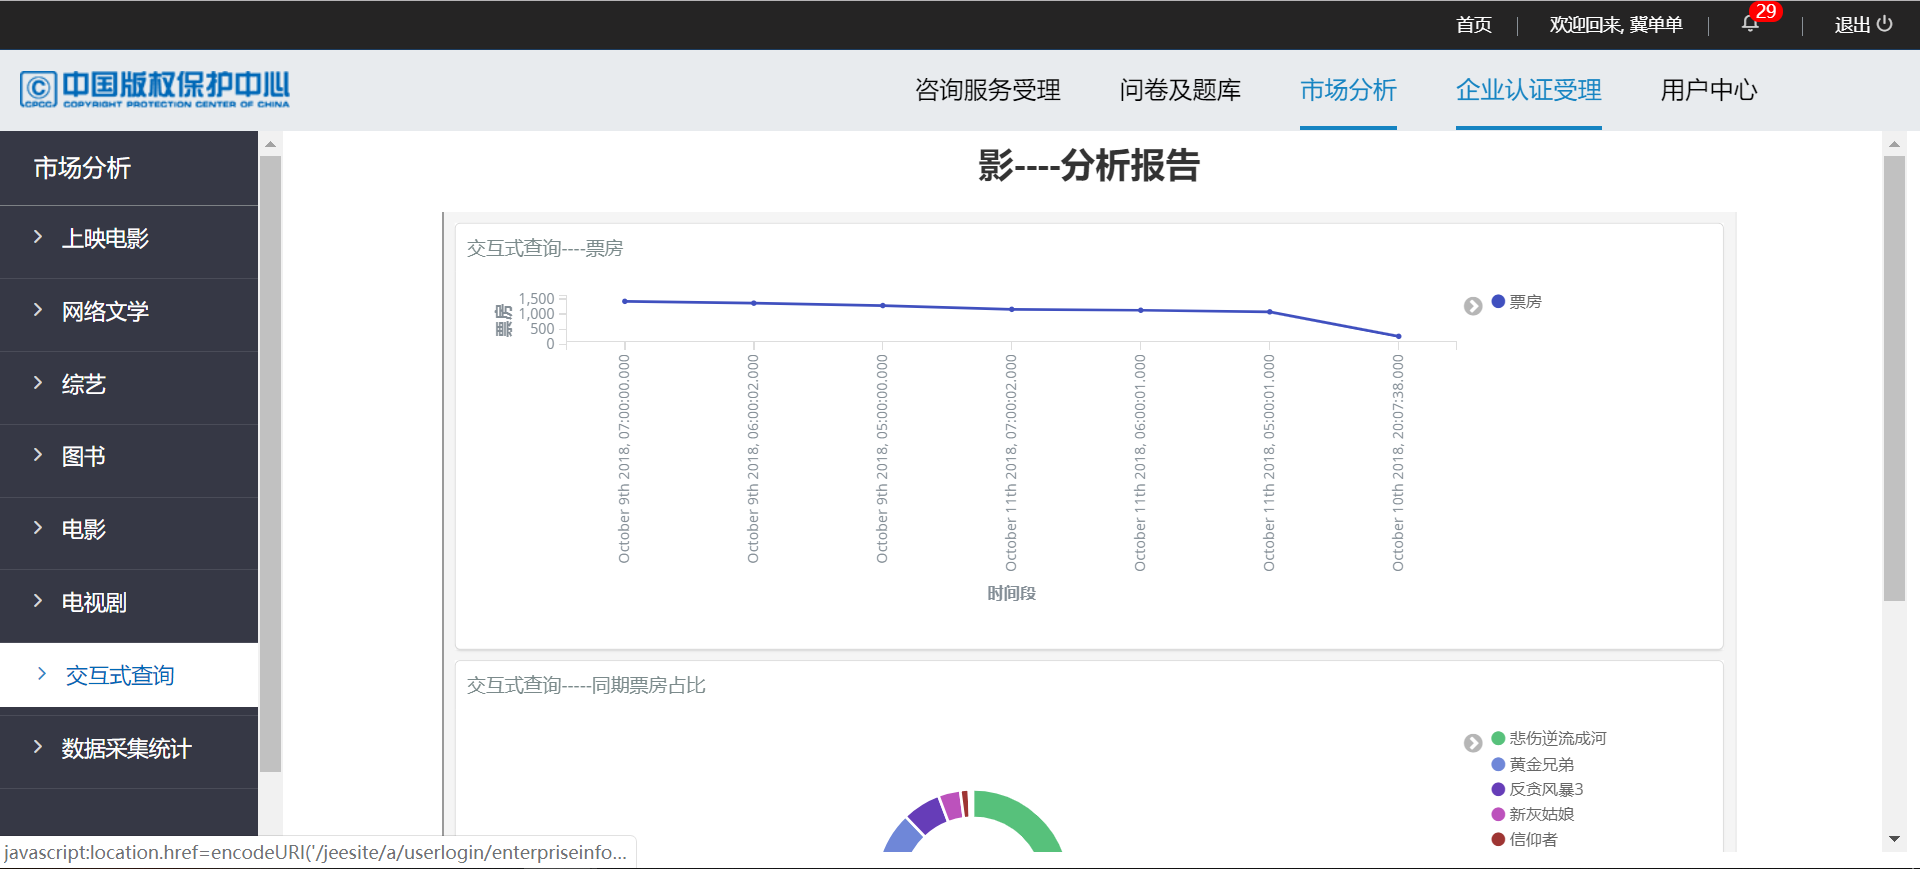 首页
欢迎回来, 冀单单
29
退出
中国版权保护中心
CPCC COPYRIGHT PROTECTION CENTER OF CHINA
咨询服务受理
问卷及题库
市场分析
企业认证受理
用户中心
市场分析
上映电影
网络文学
综艺
图书
电影
电视剧
交互式查询
数据采集统计
影----分析报告
交互式查询----票房
票房
1,500
1,000
500
0
October 9th 2018, 07:00:00.000
October 9th 2018, 06:00:02.000
October 9th 2018, 05:00:00.000
October 11th 2018, 07:00:02.000
October 11th 2018, 06:00:01.000
October 11th 2018, 05:00:01.000
October 10th 2018, 20:07:38.000
时间段
票房
交互式查询-----同期票房占比
悲伤逆流成河
黄金兄弟
反贪风暴3
新灰姑娘
信仰者
javascript:location.href=encodeURI('/jeesite/a/userlogin/enterpriseinfo...